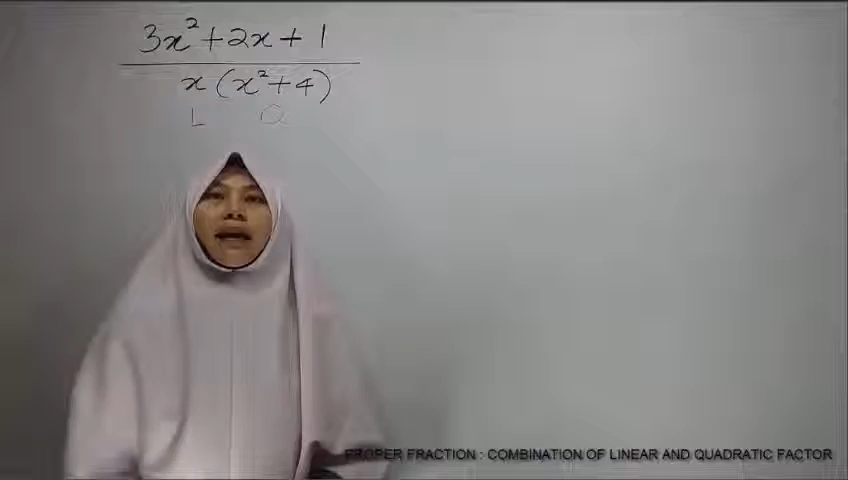 3x² + 2x + 1
x (x² + 4)
L Q
PROPER FRACTION : COMBINATION OF LINEAR AND QUADRATIC FACTOR